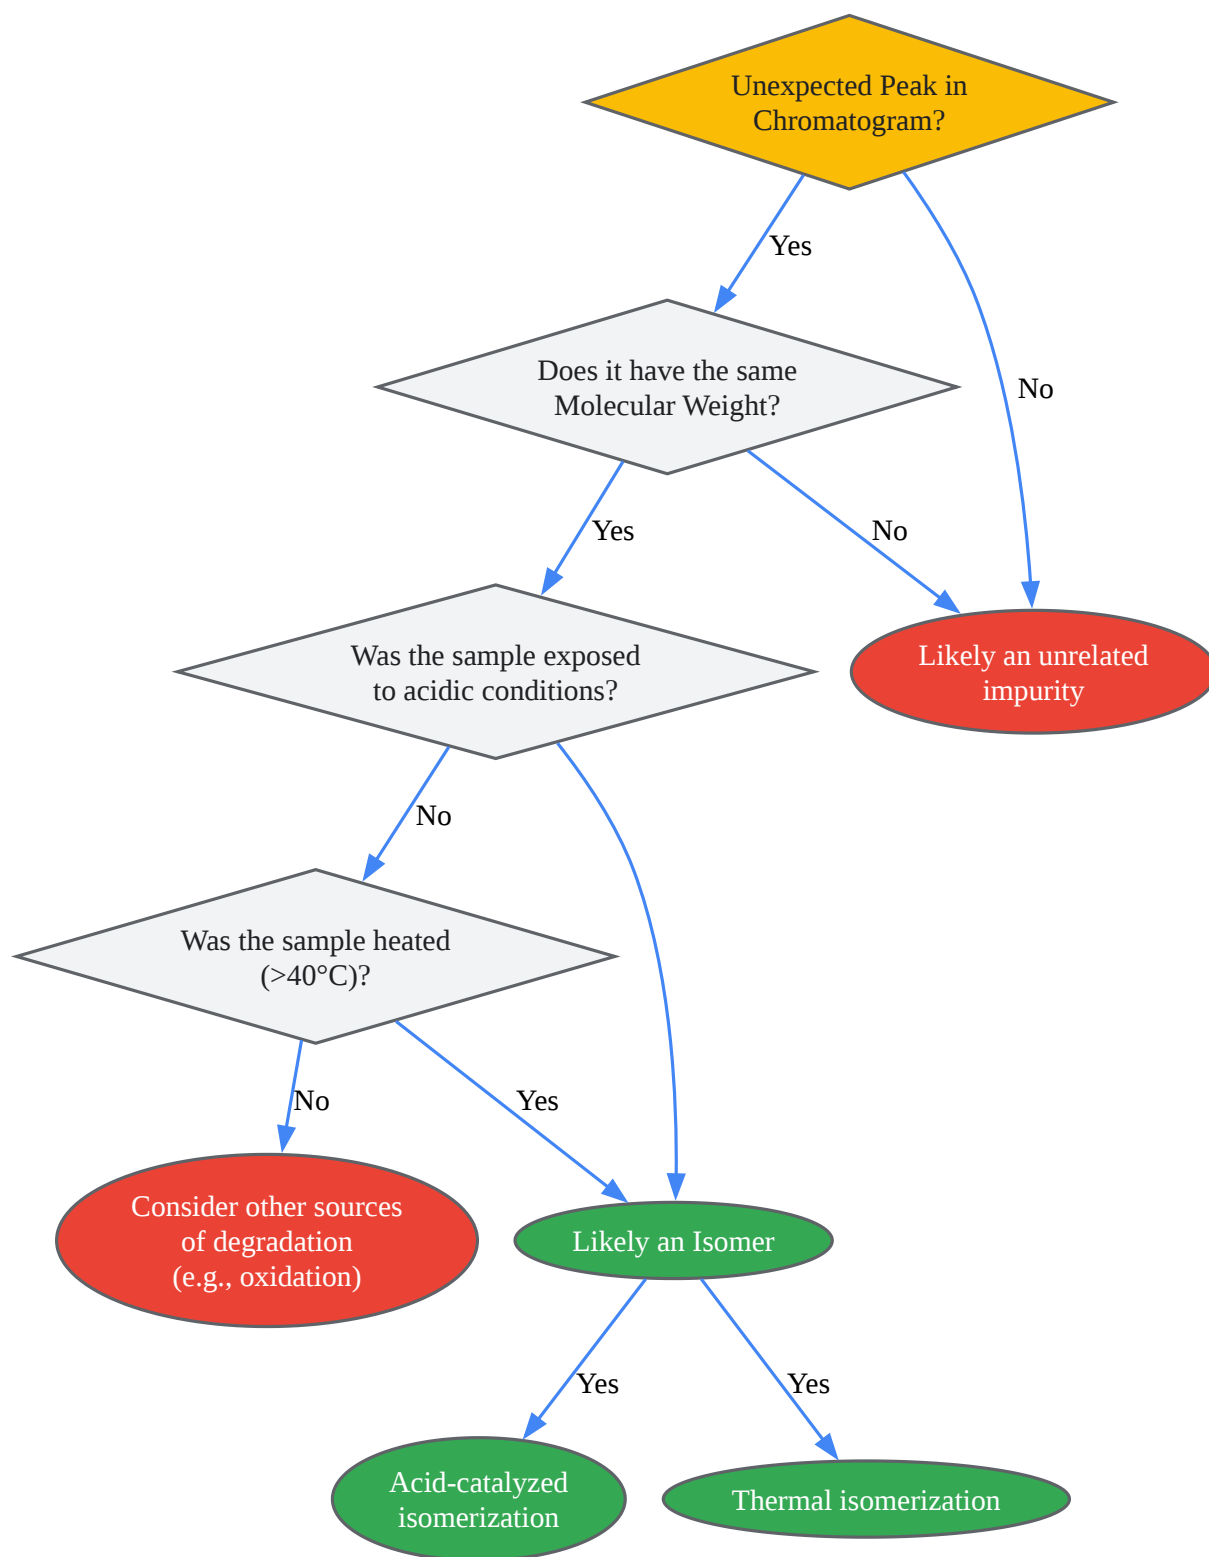 Unexpected Peak in
Chromatogram?
Yes
Does it have the same
Molecular Weight?
No
Yes
No
Was the sample exposed
to acidic conditions?
Likely an unrelated
impurity
No
Was the sample heated
(>40°C)?
No
Yes
Consider other sources
of degradation
(e.g., oxidation)
Likely an Isomer
Yes
Yes
Acid-catalyzed
isomerization
Thermal isomerization